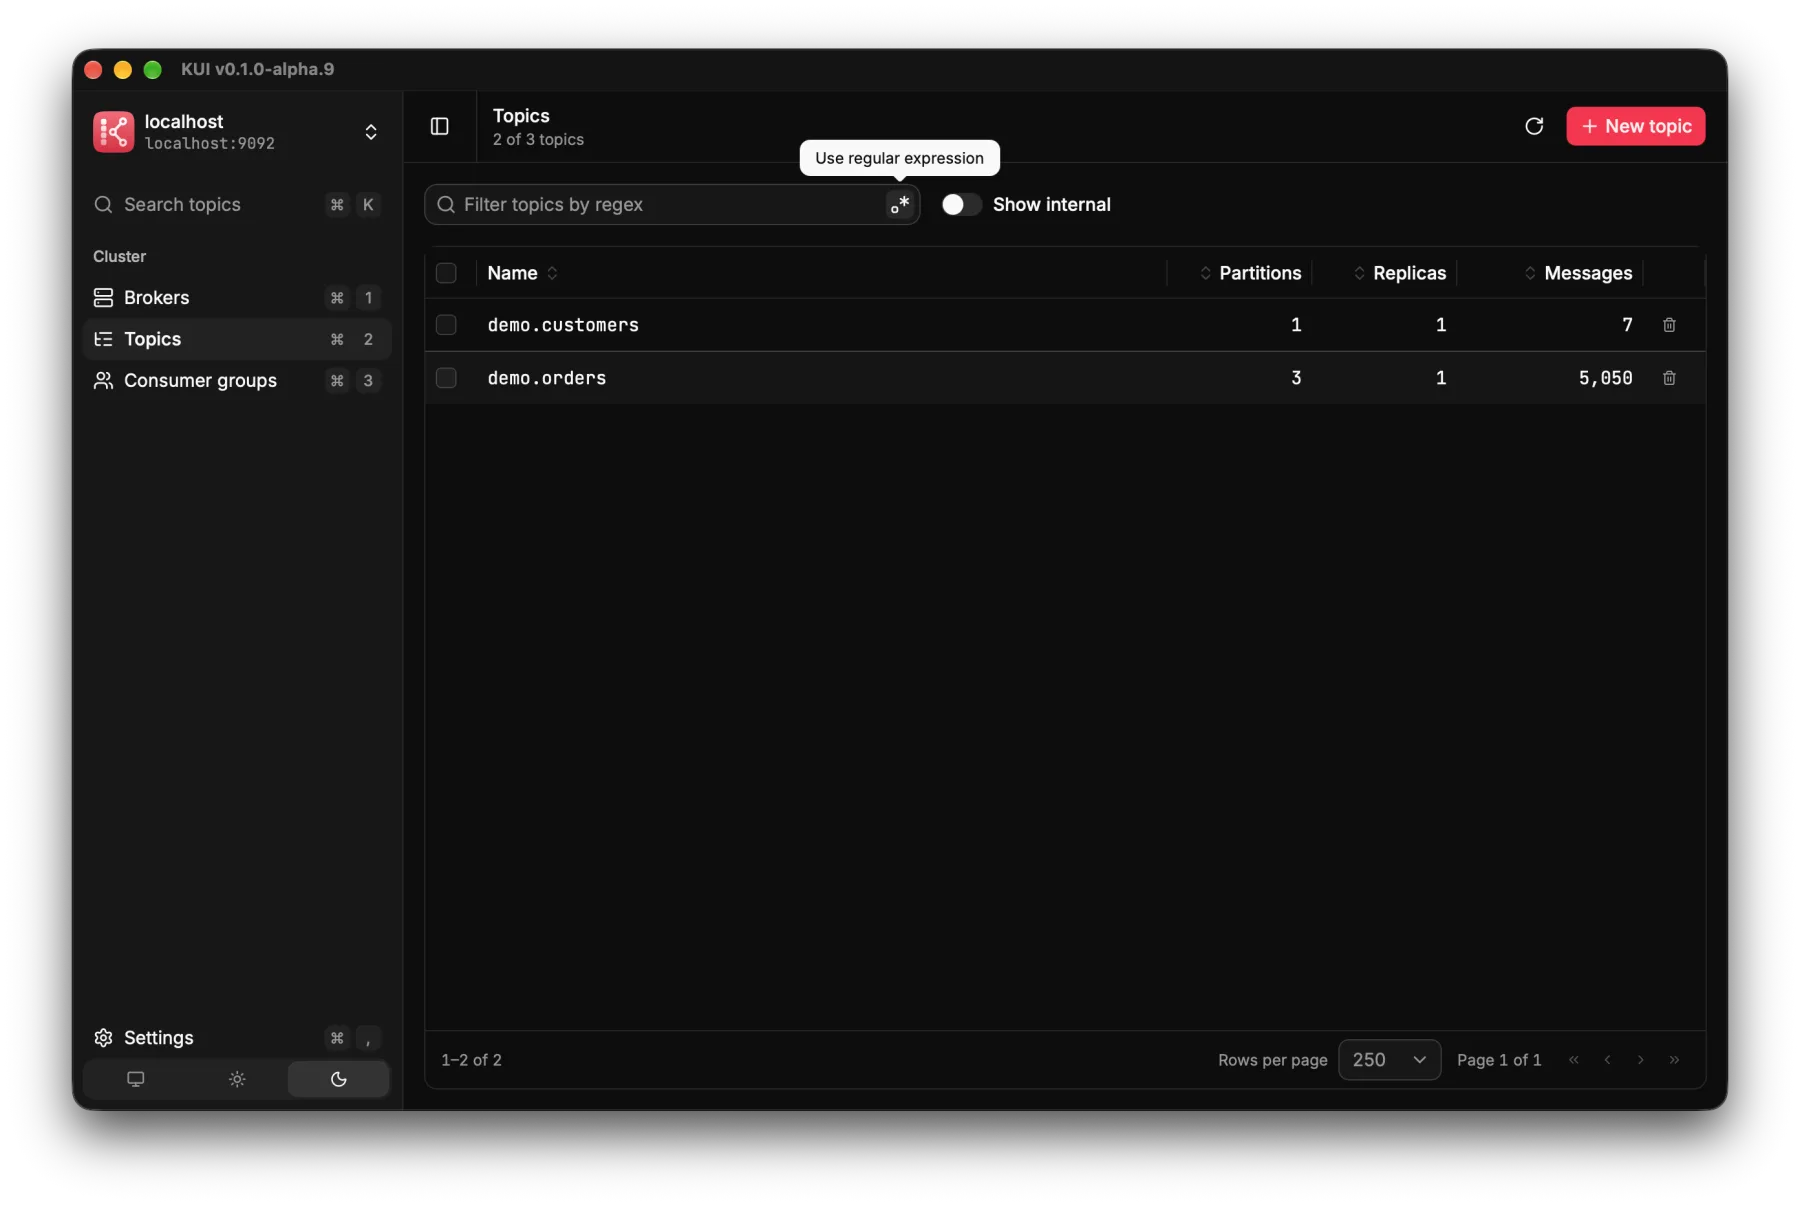 KUI v0.1.0-alpha.9
localhost
localhost:9092
Search topics ⌘ K
Cluster
Brokers ⌘ 1
Topics ⌘ 2
Consumer groups ⌘ 3
Settings ⌘ ,
Topics
2 of 3 topics
New topic
Use regular expression
Filter topics by regex .*
Show internal
Name Partitions Replicas Messages
demo.customers 1 1 7
demo.orders 3 1 5,050
1–2 of 2
Rows per page 250 Page 1 of 1 « ‹ › »